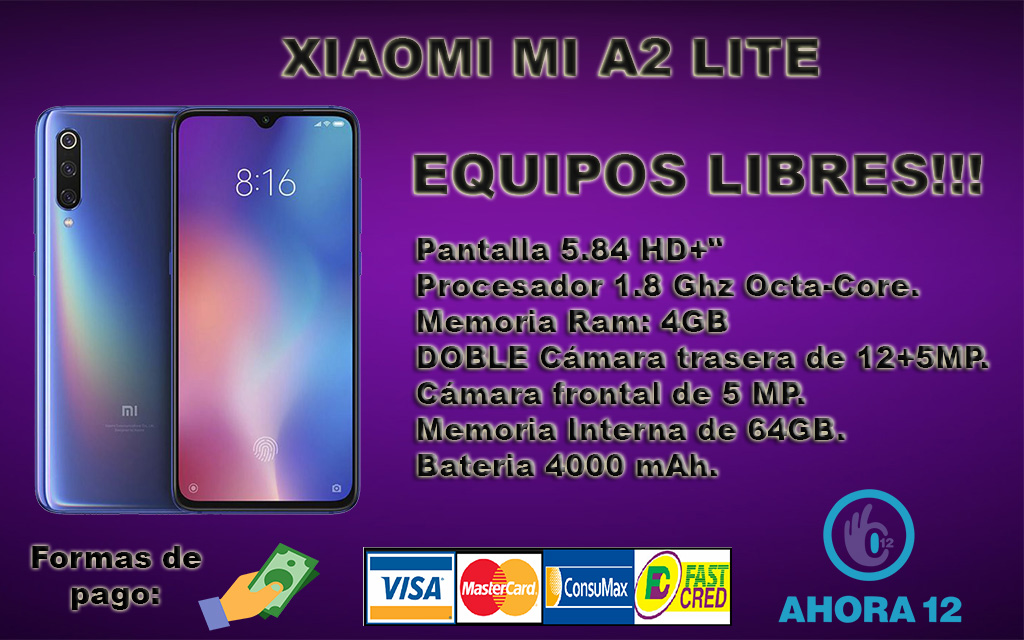 XIAOMI MI A2 LITE
EQUIPOS LIBRES!!!
8:16
Pantalla 5.84 HD+"
Procesador 1.8 Ghz Octa-Core.
Memoria Ram: 4GB
DOBLE Cámara trasera de 12+5MP.
Cámara frontal de 5 MP.
Memoria Interna de 64GB.
Bateria 4000 mAh.
mi
Formas de
pago:
VISA
MasterCard
ConsuMax
FAST
CRED
12
AHORA 12